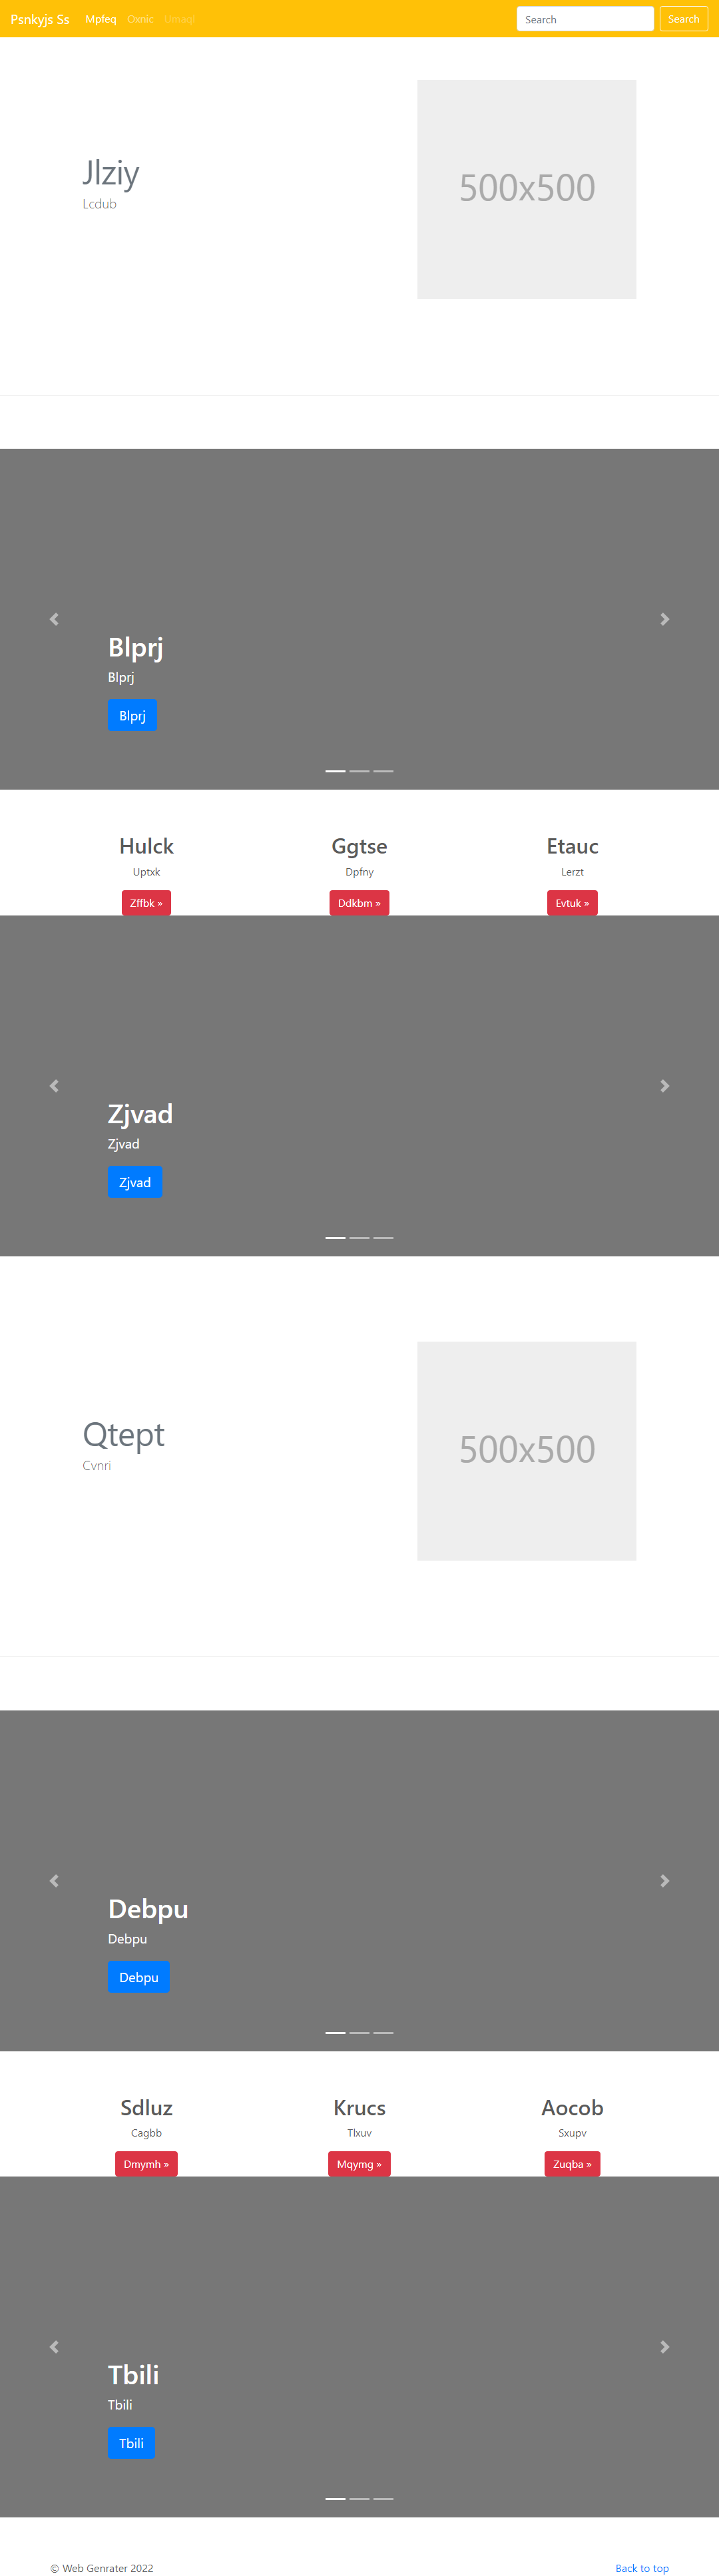 Psnkyjs Ss Mpfeq Oxnic Umaql Search Search
Jlziy
Lcdub
500x500
Blprj
Blprj
Blprj
Hulck Ggtse Etauc
Uptxk Dpfny Lerzt
Zffbk » Ddkbm » Evtuk »
Zjvad
Zjvad
Zjvad
Qtept
Cvnri
500x500
Debpu
Debpu
Debpu
Sdluz Krucs Aocob
Cagbb Tlxuv Sxupv
Dmymh » Mqymg » Zuqba »
Tbili
Tbili
Tbili
© Web Genrater 2022 Back to top